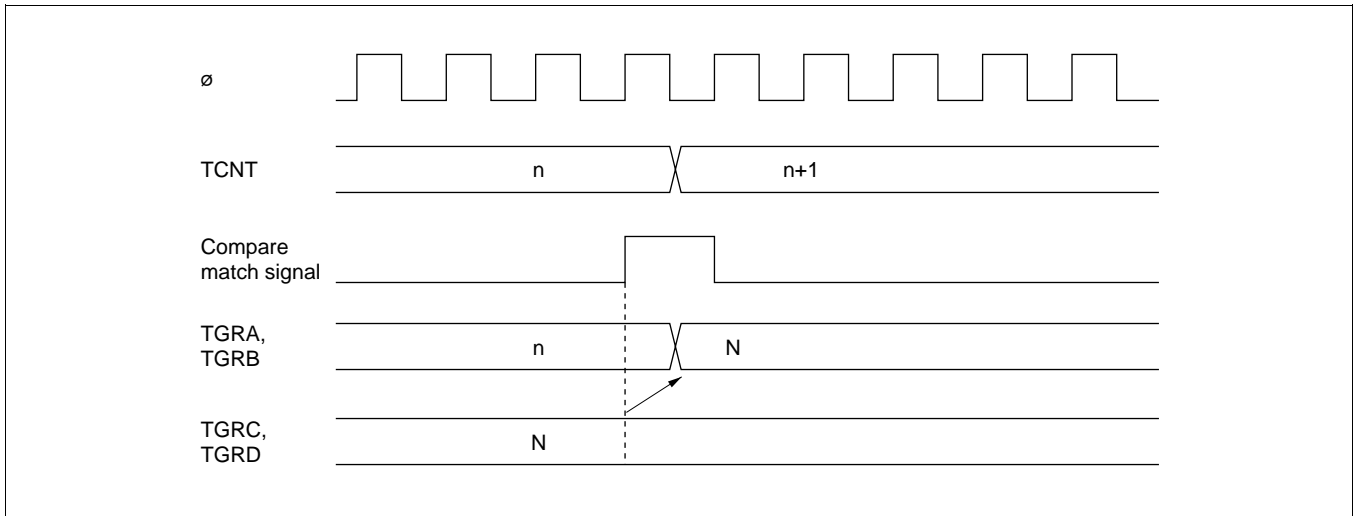 ø
TCNT
n
n+1
Compare
match signal
TGRA,
TGRB
n
N
TGRC,
TGRD
N